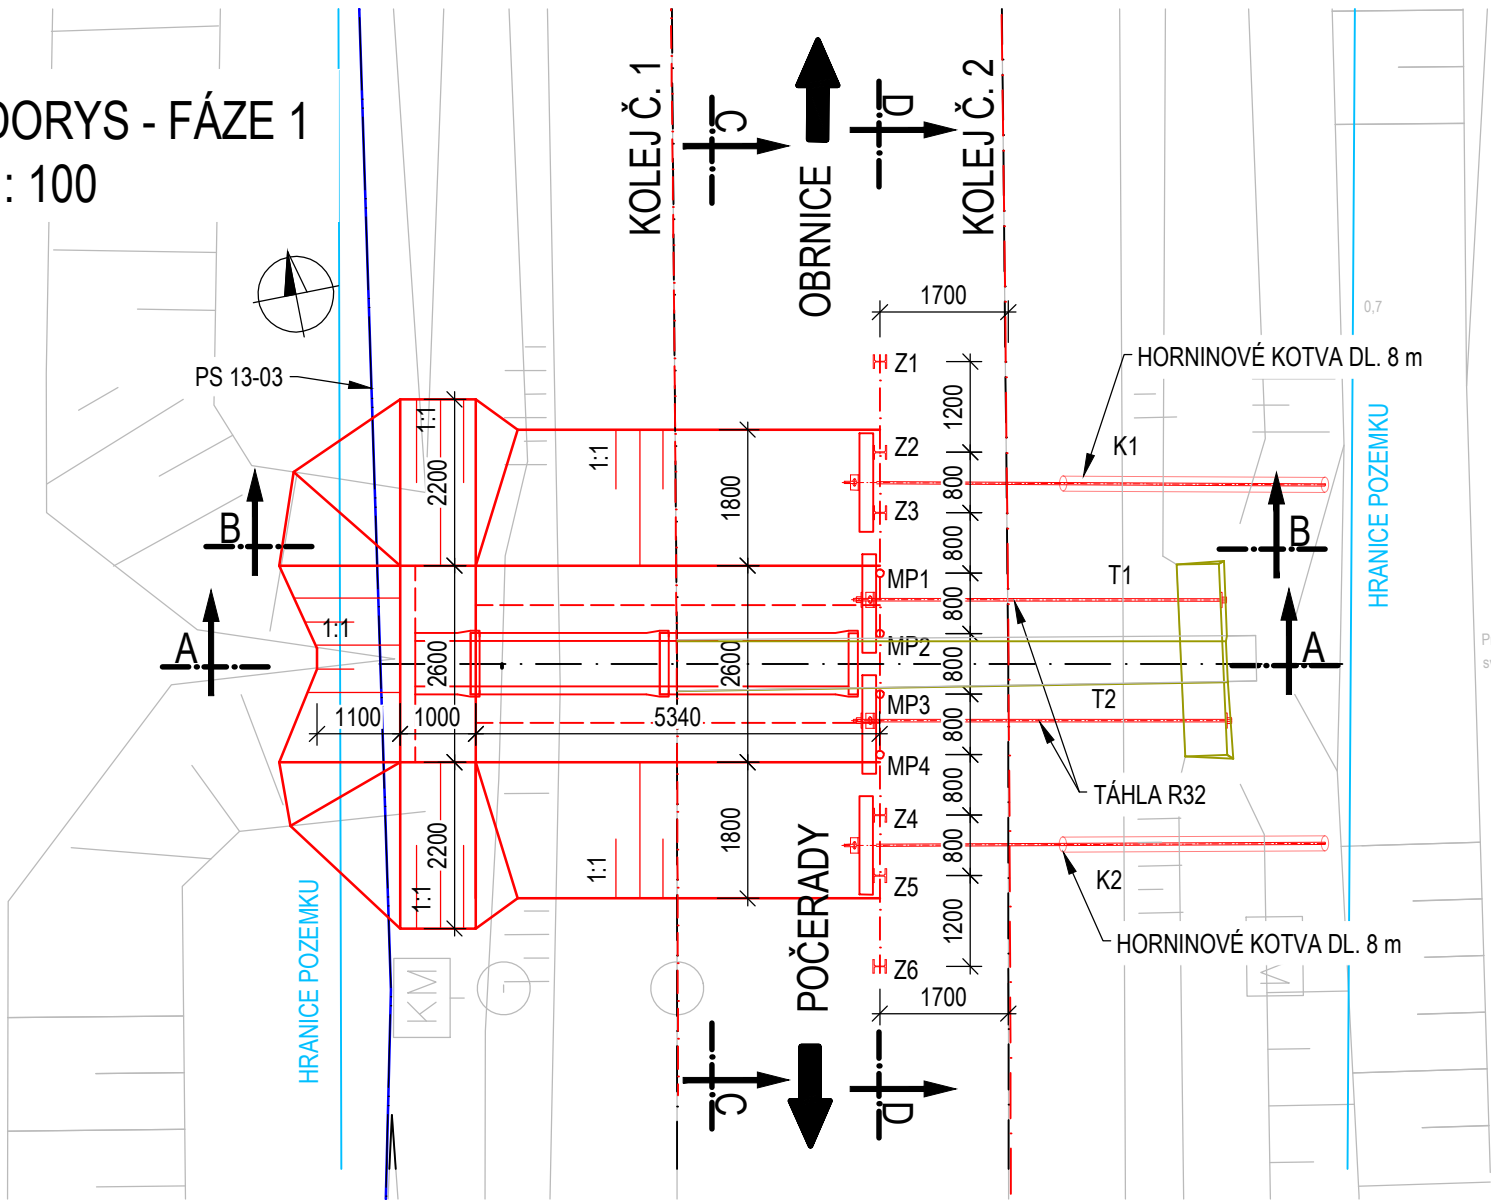 DORYS - FÁZE 1
: 100
KOLEJ Č. 1
C
OBRNICE
D
KOLEJ Č. 2
1700
0,7
HORNINOVÉ KOTVA DL. 8 m
PS 13-03
Z1
1200
1:1
Z2
K1
HRANICE POZEMKU
2200
1:1
1800
800
Z3
B
800
B
MP1
T1
800
1:1
MP2
A
2600
2600
800
A
T2
MP3
1100
1000
5340
800
MP4
800
TÁHLA R32
Z4
2200
1800
POČERADY
800
1:1
1:1
Z5
K2
HRANICE POZEMKU
1200
HORNINOVÉ KOTVA DL. 8 m
Z6
KM
1700
C
D